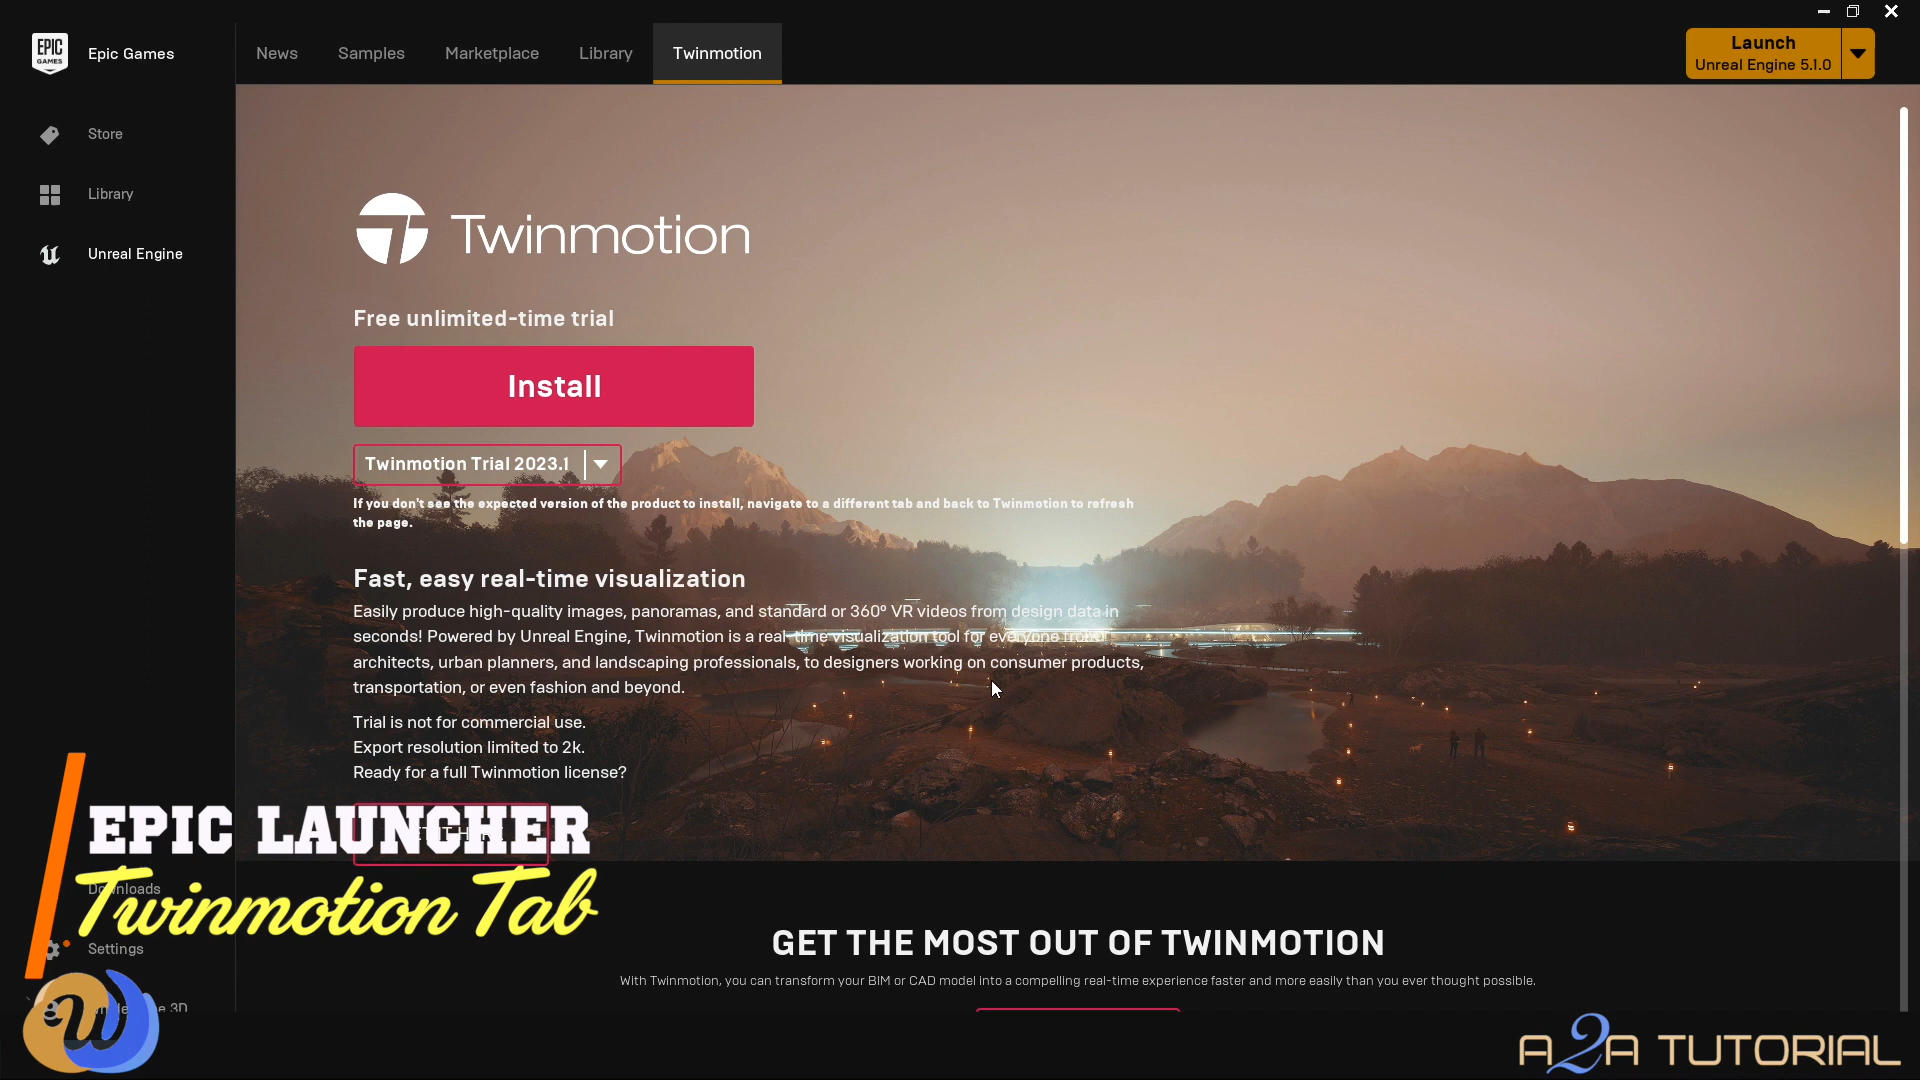 EPIC
GAMES
Epic Games
News
Samples
Marketplace
Library
Twinmotion
Launch
Unreal Engine 5.1.0
Store
Library
Unreal Engine
Twinmotion
Free unlimited-time trial
Install
Twinmotion Trial 2023.1
If you don't see the expected version of the product to install, navigate to a different tab and back to Twinmotion to refresh
the page.
Fast, easy real-time visualization
Easily produce high-quality images, panoramas, and standard or 360° VR videos from design data in
seconds! Powered by Unreal Engine, Twinmotion is a real-time visualization tool for everyone from
architects, urban planners, and landscaping professionals, to designers working on consumer products,
transportation, or even fashion and beyond.
Trial is not for commercial use.
Export resolution limited to 2k.
Ready for a full Twinmotion license?
EPIC LAUNCHER
Twinmotion Tab
Downloads
Settings
3D
GET THE MOST OUT OF TWINMOTION
With Twinmotion, you can transform your BIM or CAD model into a compelling real-time experience faster and more easily than you ever thought possible.
A2A TUTORIAL